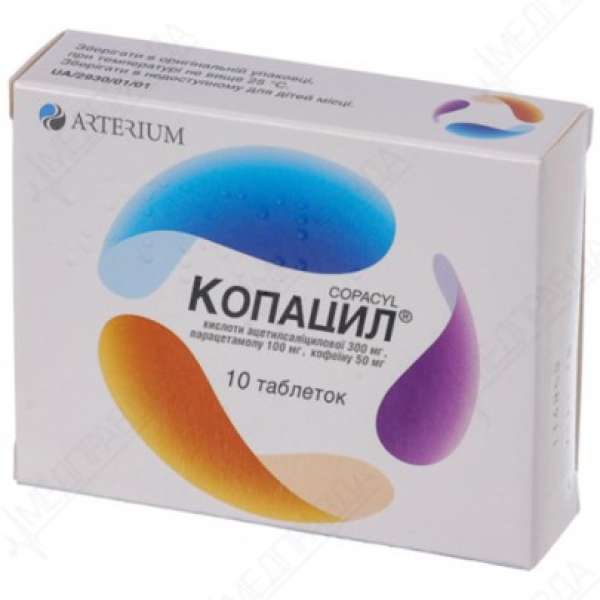 Зберігати в оригінальній упаковці,
при температурі не вище 25 °С.
Зберігати в недоступному для дітей місці.
UA/2930/01/01
ARTERIUM
COPACYL
КОПАЦИЛ®
кислоти ацетилсаліцилової 300 мг,
парацетамолу 100 мг, кофеїну 50 мг
10 таблеток
МЕДПРАВДА